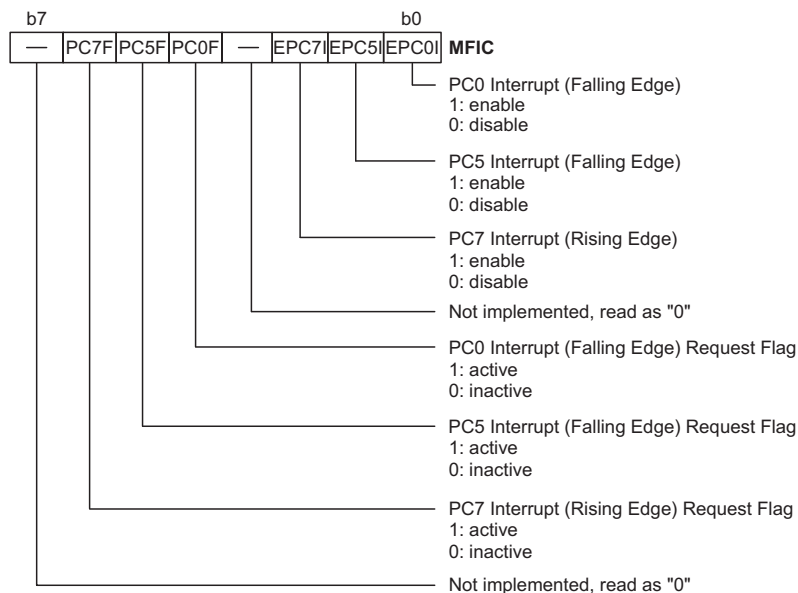 b7 b0
— PC7F PC5F PC0F — EPC7I EPC5I EPC0I MFIC
PC0 Interrupt (Falling Edge)
1: enable
0: disable
PC5 Interrupt (Falling Edge)
1: enable
0: disable
PC7 Interrupt (Rising Edge)
1: enable
0: disable
Not implemented, read as "0"
PC0 Interrupt (Falling Edge) Request Flag
1: active
0: inactive
PC5 Interrupt (Falling Edge) Request Flag
1: active
0: inactive
PC7 Interrupt (Rising Edge) Request Flag
1: active
0: inactive
Not implemented, read as "0"